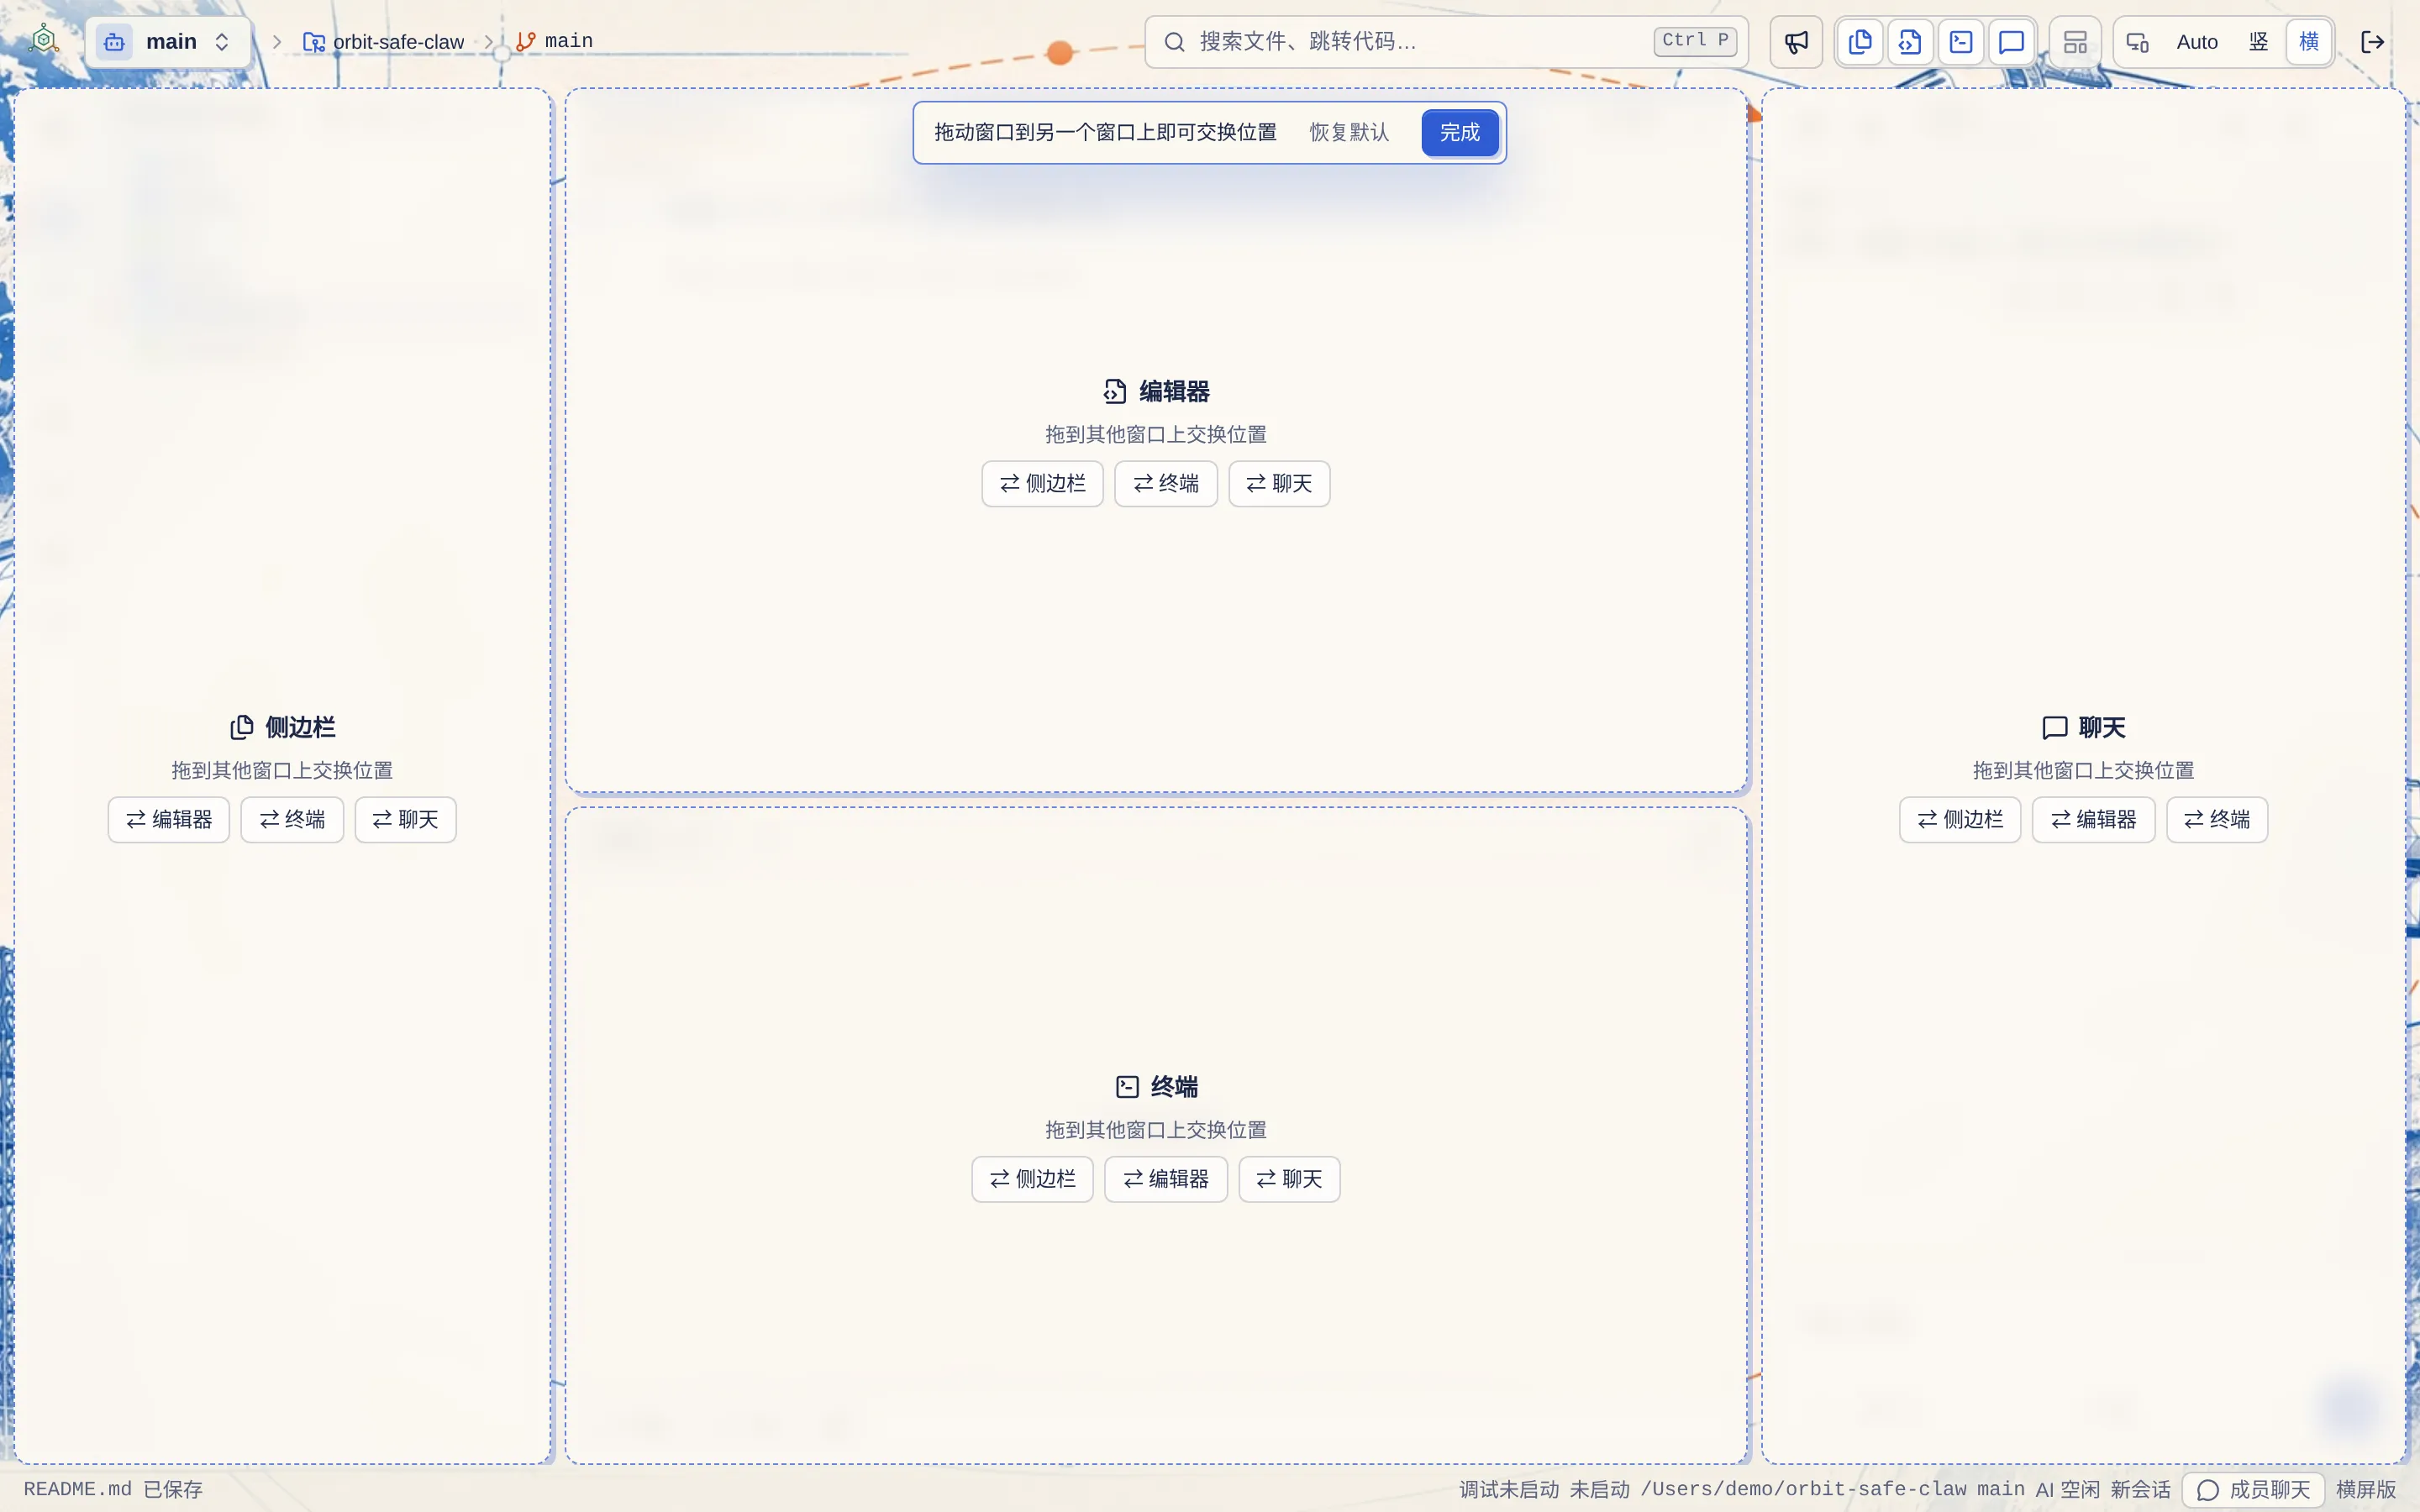 main orbit-safe-claw main 搜索文件、跳转代码... Ctrl P Auto 竖 横
拖动窗口到另一个窗口上即可交换位置 恢复默认 完成
编辑器
拖到其他窗口上交换位置
侧边栏 终端 聊天
侧边栏
拖到其他窗口上交换位置
编辑器 终端 聊天
聊天
拖到其他窗口上交换位置
侧边栏 编辑器 终端
终端
拖到其他窗口上交换位置
侧边栏 编辑器 聊天
README.md 已保存 调试未启动 未启动 /Users/demo/orbit-safe-claw main AI 空闲 新会话 成员聊天 横屏版